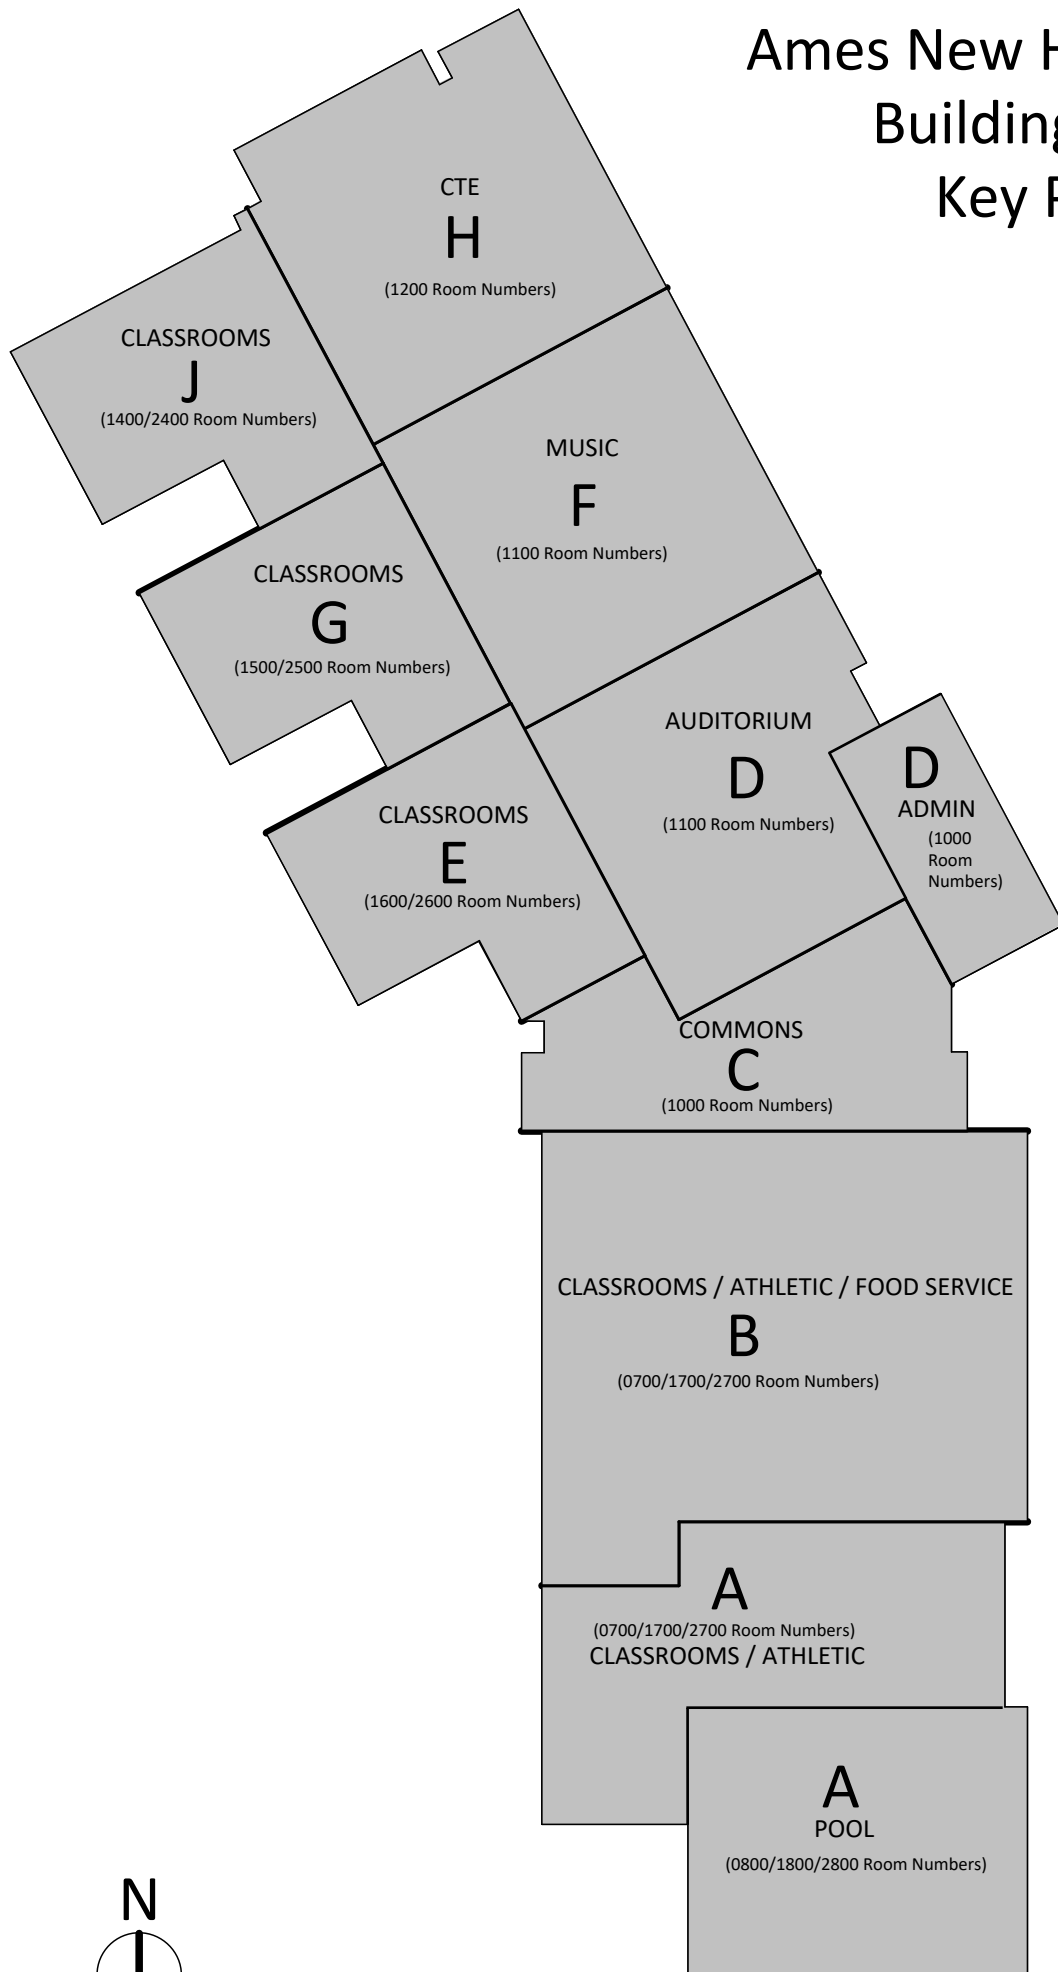 Ames New H
Building
Key P
CTE
H
(1200 Room Numbers)
CLASSROOMS
J
(1400/2400 Room Numbers)
MUSIC
F
(1100 Room Numbers)
CLASSROOMS
G
(1500/2500 Room Numbers)
AUDITORIUM
D
(1100 Room Numbers)
D
ADMIN
(1000
Room
Numbers)
CLASSROOMS
E
(1600/2600 Room Numbers)
COMMONS
C
(1000 Room Numbers)
CLASSROOMS / ATHLETIC / FOOD SERVICE
B
(0700/1700/2700 Room Numbers)
A
(0700/1700/2700 Room Numbers)
CLASSROOMS / ATHLETIC
A
POOL
(0800/1800/2800 Room Numbers)
N